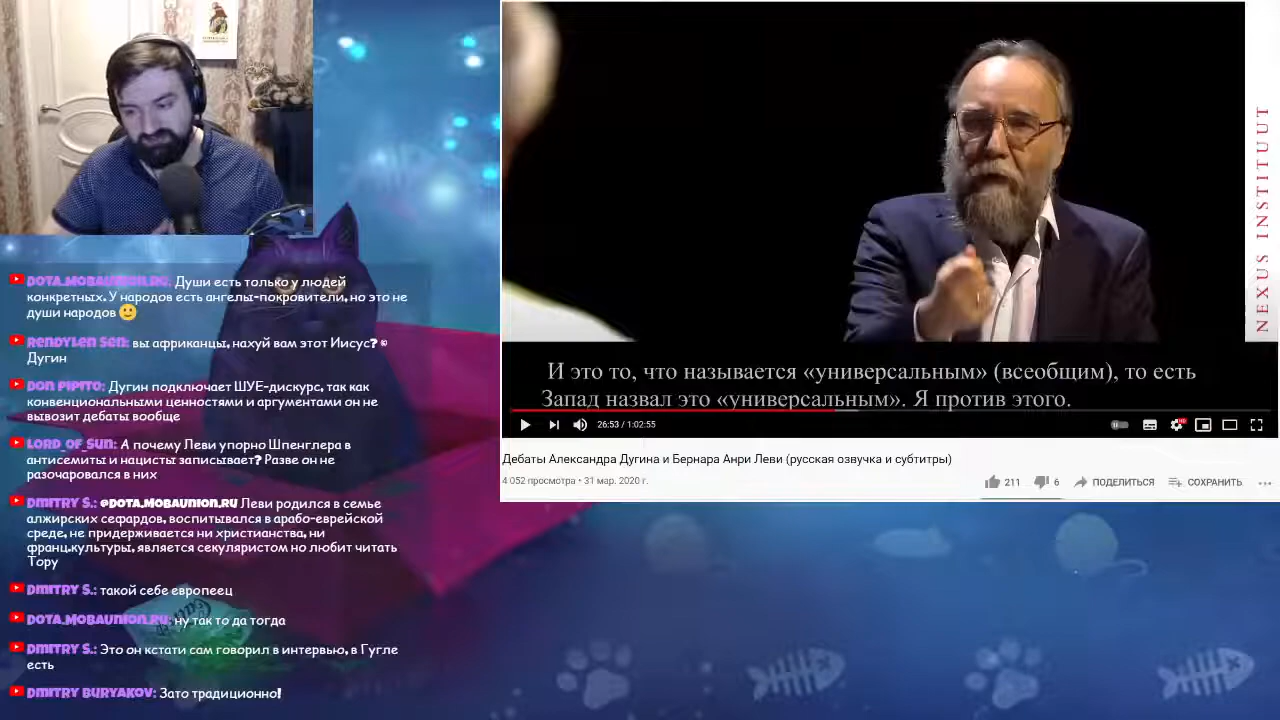 DOTA.MOBAUNION.RU: Души есть только у людей
конкретных. У народов есть ангелы-покровители, но это не
души народов 🙂
RENDYLEN SEN: вы африканцы, нахуй вам этот Иисус? ©
Дугин
DON PIPITO: Дугин подключает ШУЕ-дискурс, так как
конвенциональными ценностями и аргументами он не
вывозит дебаты вообще
LORD_OF_SUN: А почему Леви упорно Шпенглера в
антисемиты и нацисты записывает? Разве он не
разочаровался в них
DMITRY S.: @DOTA.MOBAUNION.RU Леви родился в семье
алжирских сефардов, воспитывался в арабо-еврейской
среде, не придерживается ни христианства, ни
франц.культуры, является секуляристом но любит читать
Тору
DMITRY S.: такой себе европеец
DOTA.MOBAUNION.RU: ну так то да тогда
DMITRY S.: Это он кстати сам говорил в интервью, в Гугле
есть
DMITRY BURYAKOV: Зато традиционно!
NEXUS INSTITUUT
И это то, что называется «универсальным» (всеобщим), то есть
Запад назвал это «универсальным». Я против этого.
26:53 / 1:02:55
Дебаты Александра Дугина и Бернара Анри Леви (русская озвучка и субтитры)
4 052 просмотра • 31 мар. 2020 г.
211 6 ПОДЕЛИТЬСЯ СОХРАНИТЬ